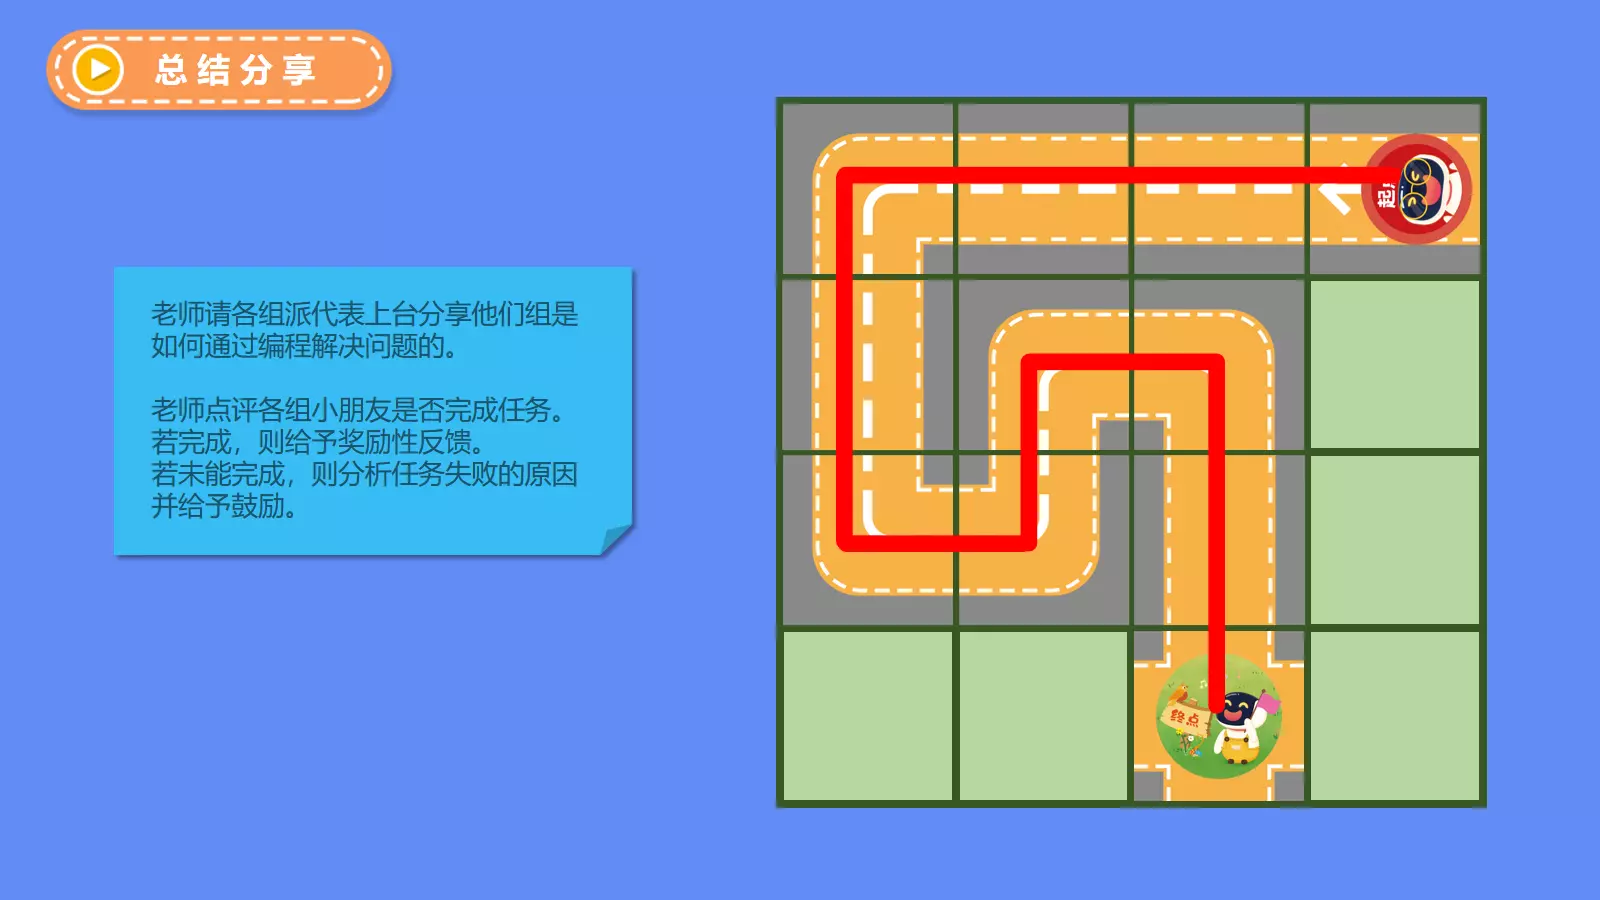 总结分享
老师请各组派代表上台分享他们组是
如何通过编程解决问题的。
老师点评各组小朋友是否完成任务。
若完成，则给予奖励性反馈。
若未能完成，则分析任务失败的原因
并给予鼓励。
起
终点